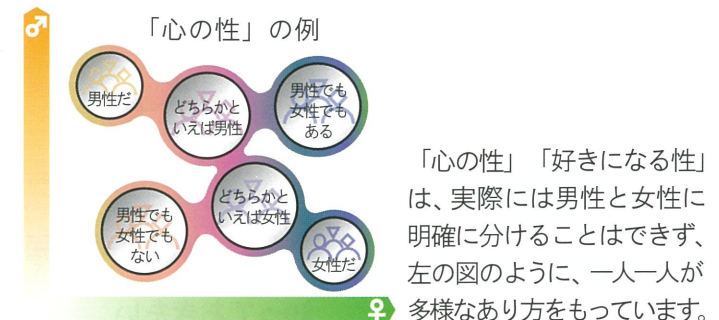 「心の性」の例
♂
男性だ
どちらかと
いえば男性
男性でも
女性でも
ある
男性でも
女性でも
ない
どちらかと
いえば女性
女性だ
♀
「心の性」「好きになる性」
は、実際には男性と女性に
明確に分けることはできず、
左の図のように、一人一人が
多様なあり方をもっています。